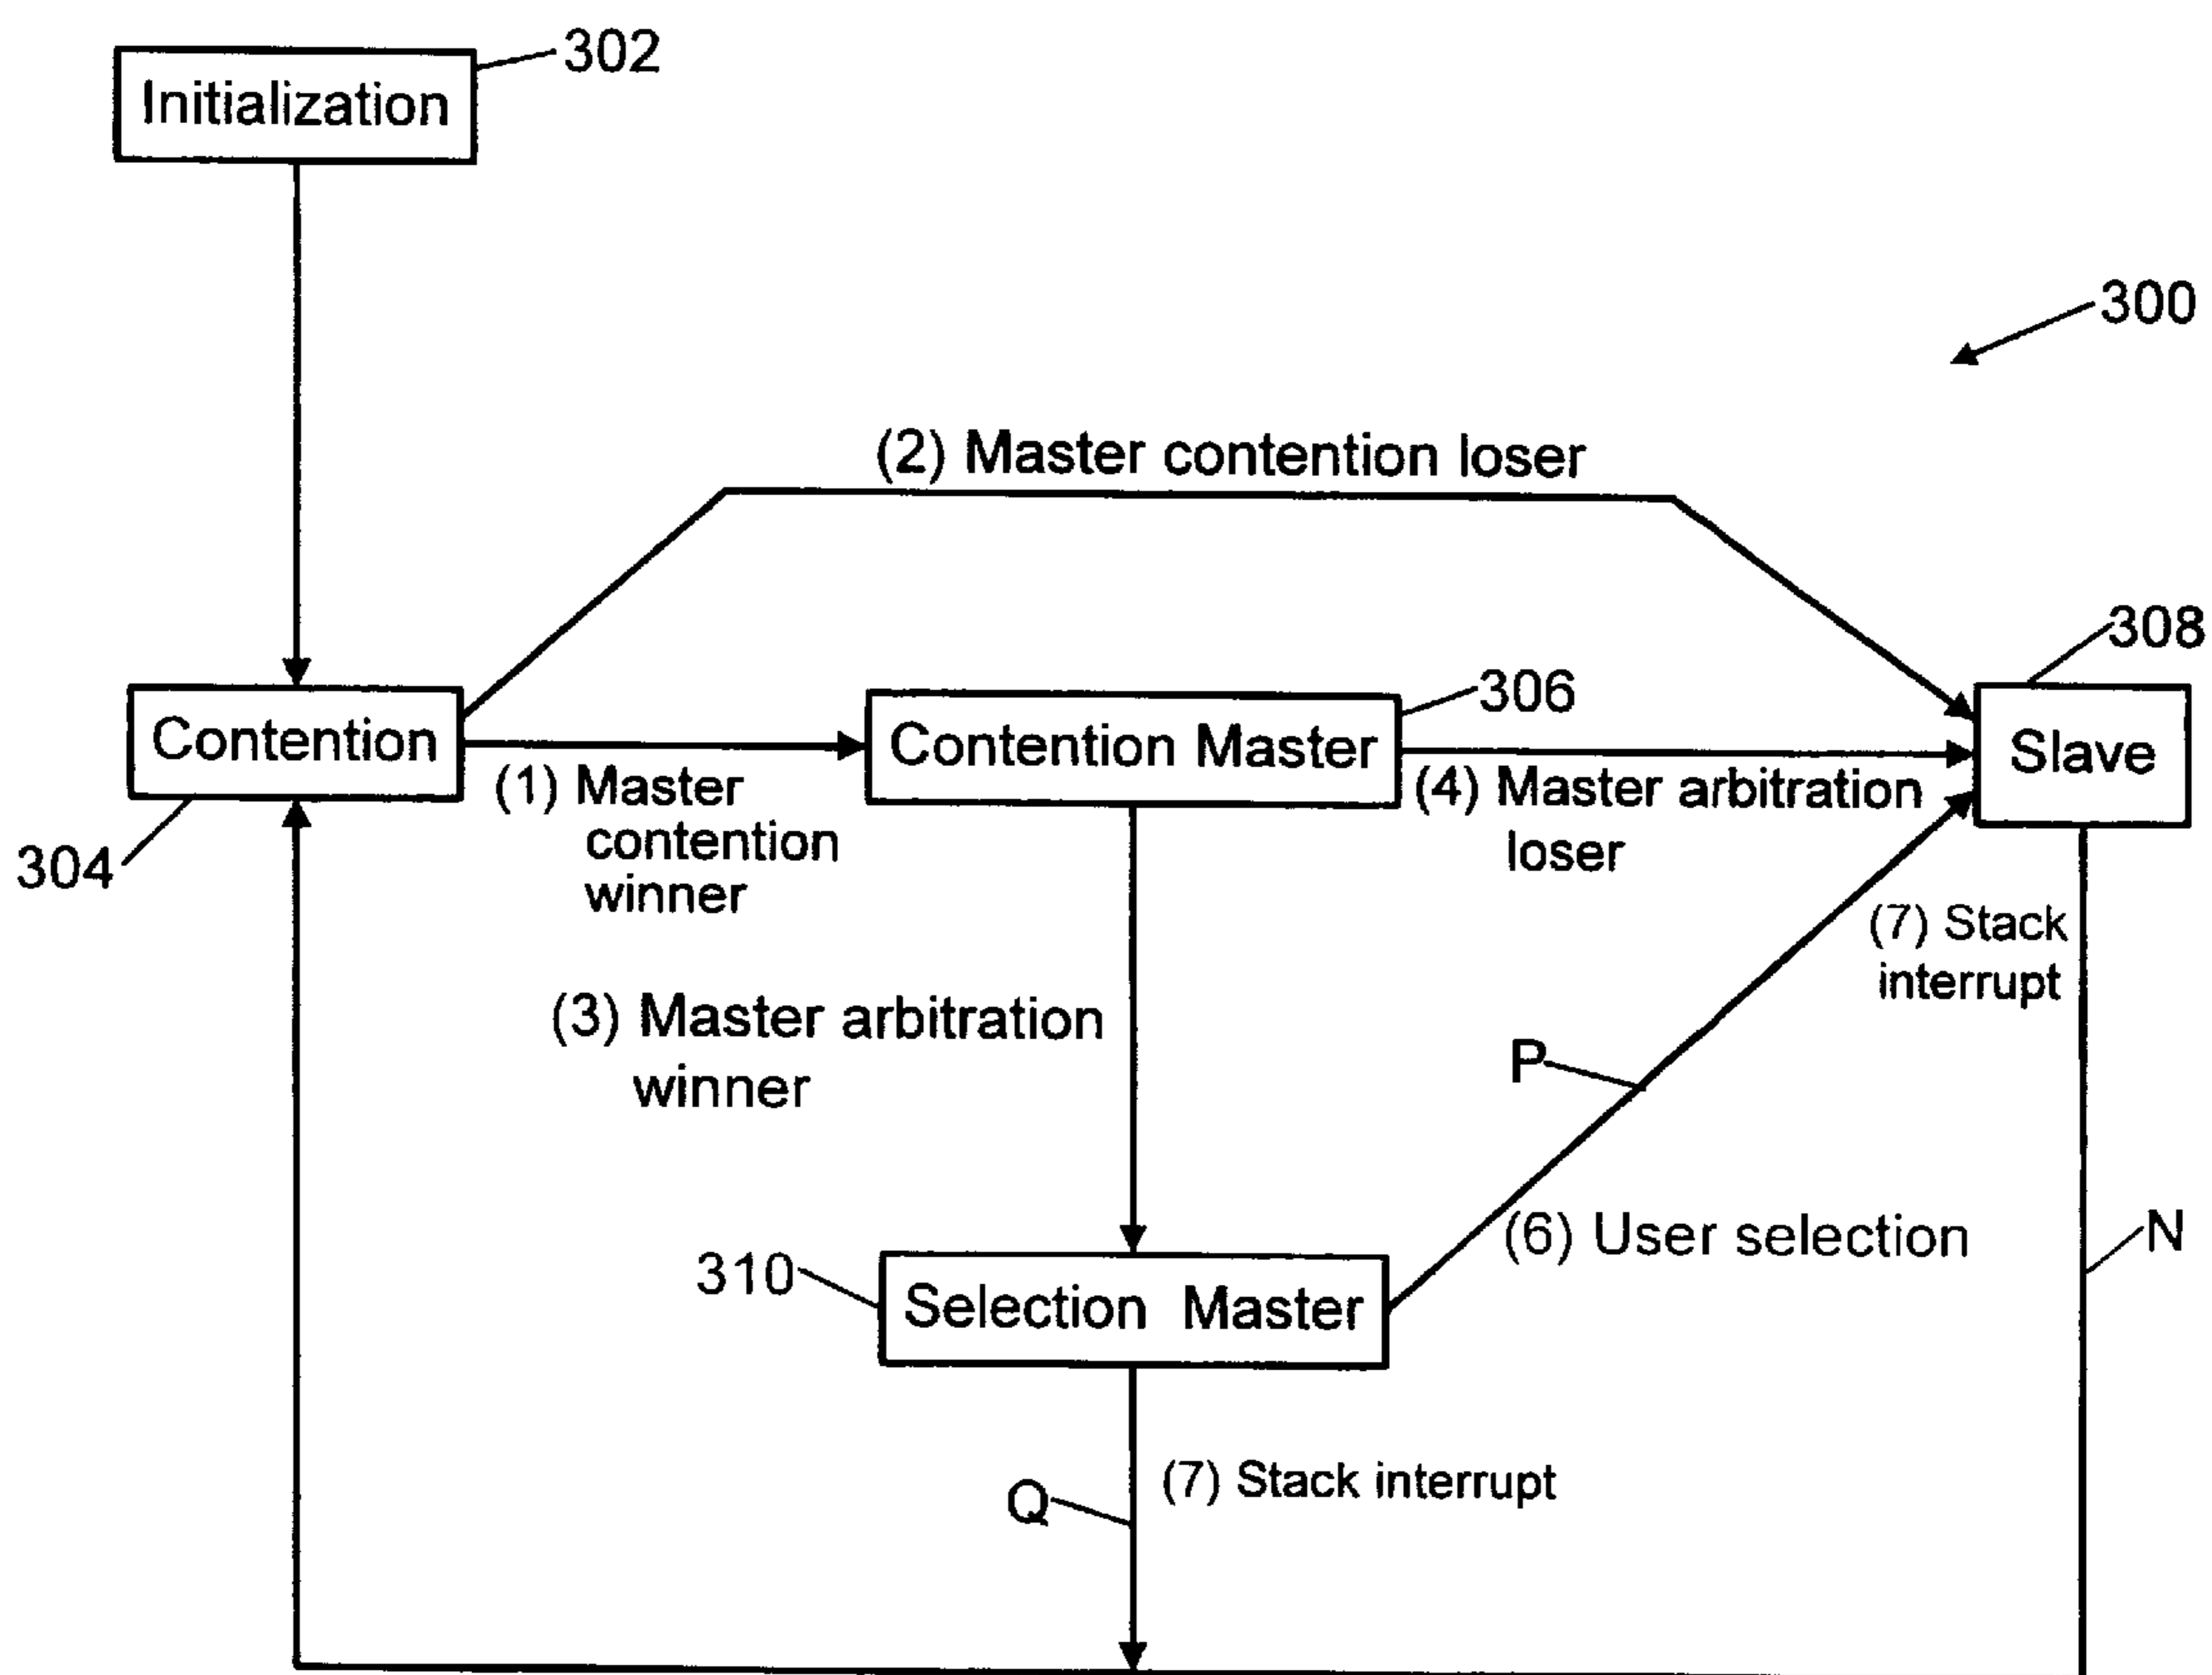 302
Initialization
300
(2) Master contention loser
308
306
Contention
Contention Master
Slave
(1) Master
contention
winner
(4) Master arbitration
loser
304
(7) Stack
interrupt
(3) Master arbitration
winner
P
(6) User selection
N
310
Selection Master
(7) Stack interrupt
Q